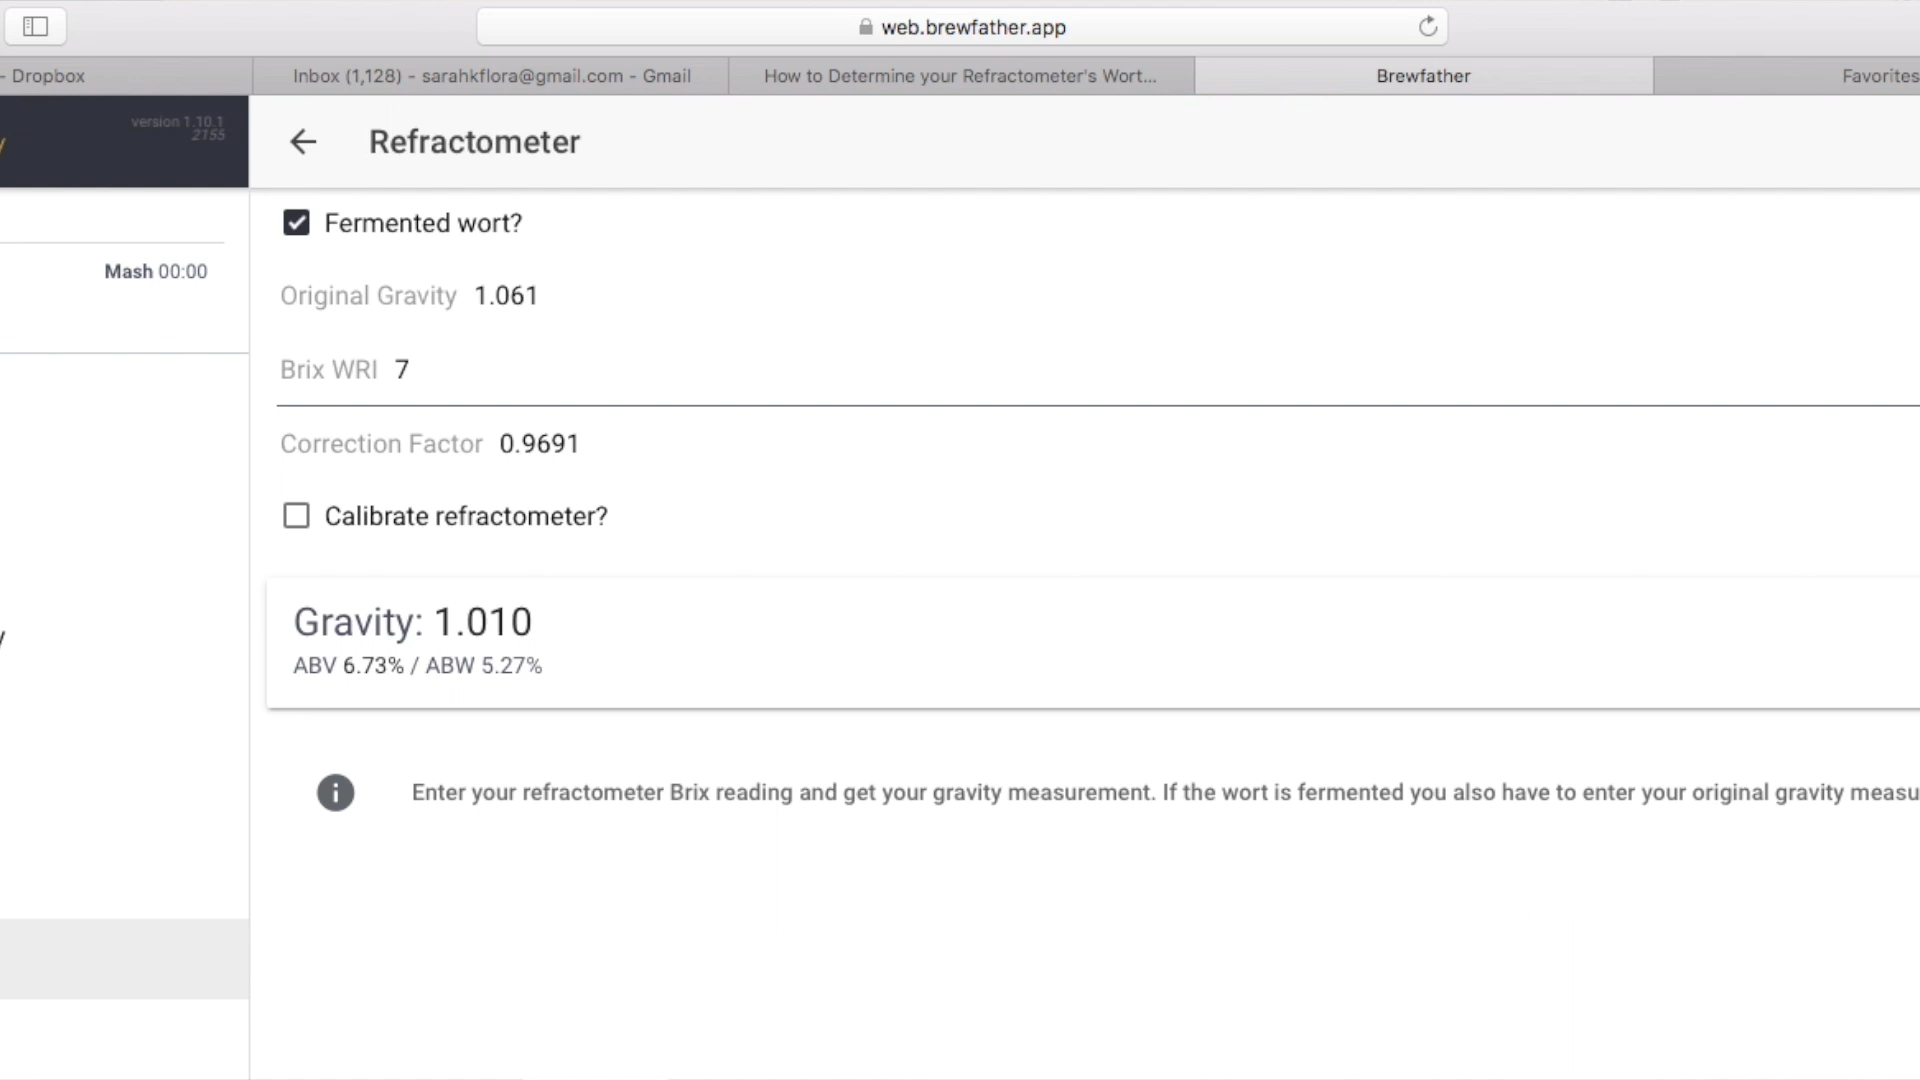 web.brewfather.app
- Dropbox
Inbox (1,128) - sarahkflora@gmail.com - Gmail
How to Determine your Refractometer's Wort...
Brewfather
Favorites
version 1.10.1
2155
Refractometer
Fermented wort?
Mash 00:00
Original Gravity 1.061
Brix WRI 7
Correction Factor 0.9691
Calibrate refractometer?
Gravity: 1.010
ABV 6.73% / ABW 5.27%
Enter your refractometer Brix reading and get your gravity measurement. If the wort is fermented you also have to enter your original gravity measu